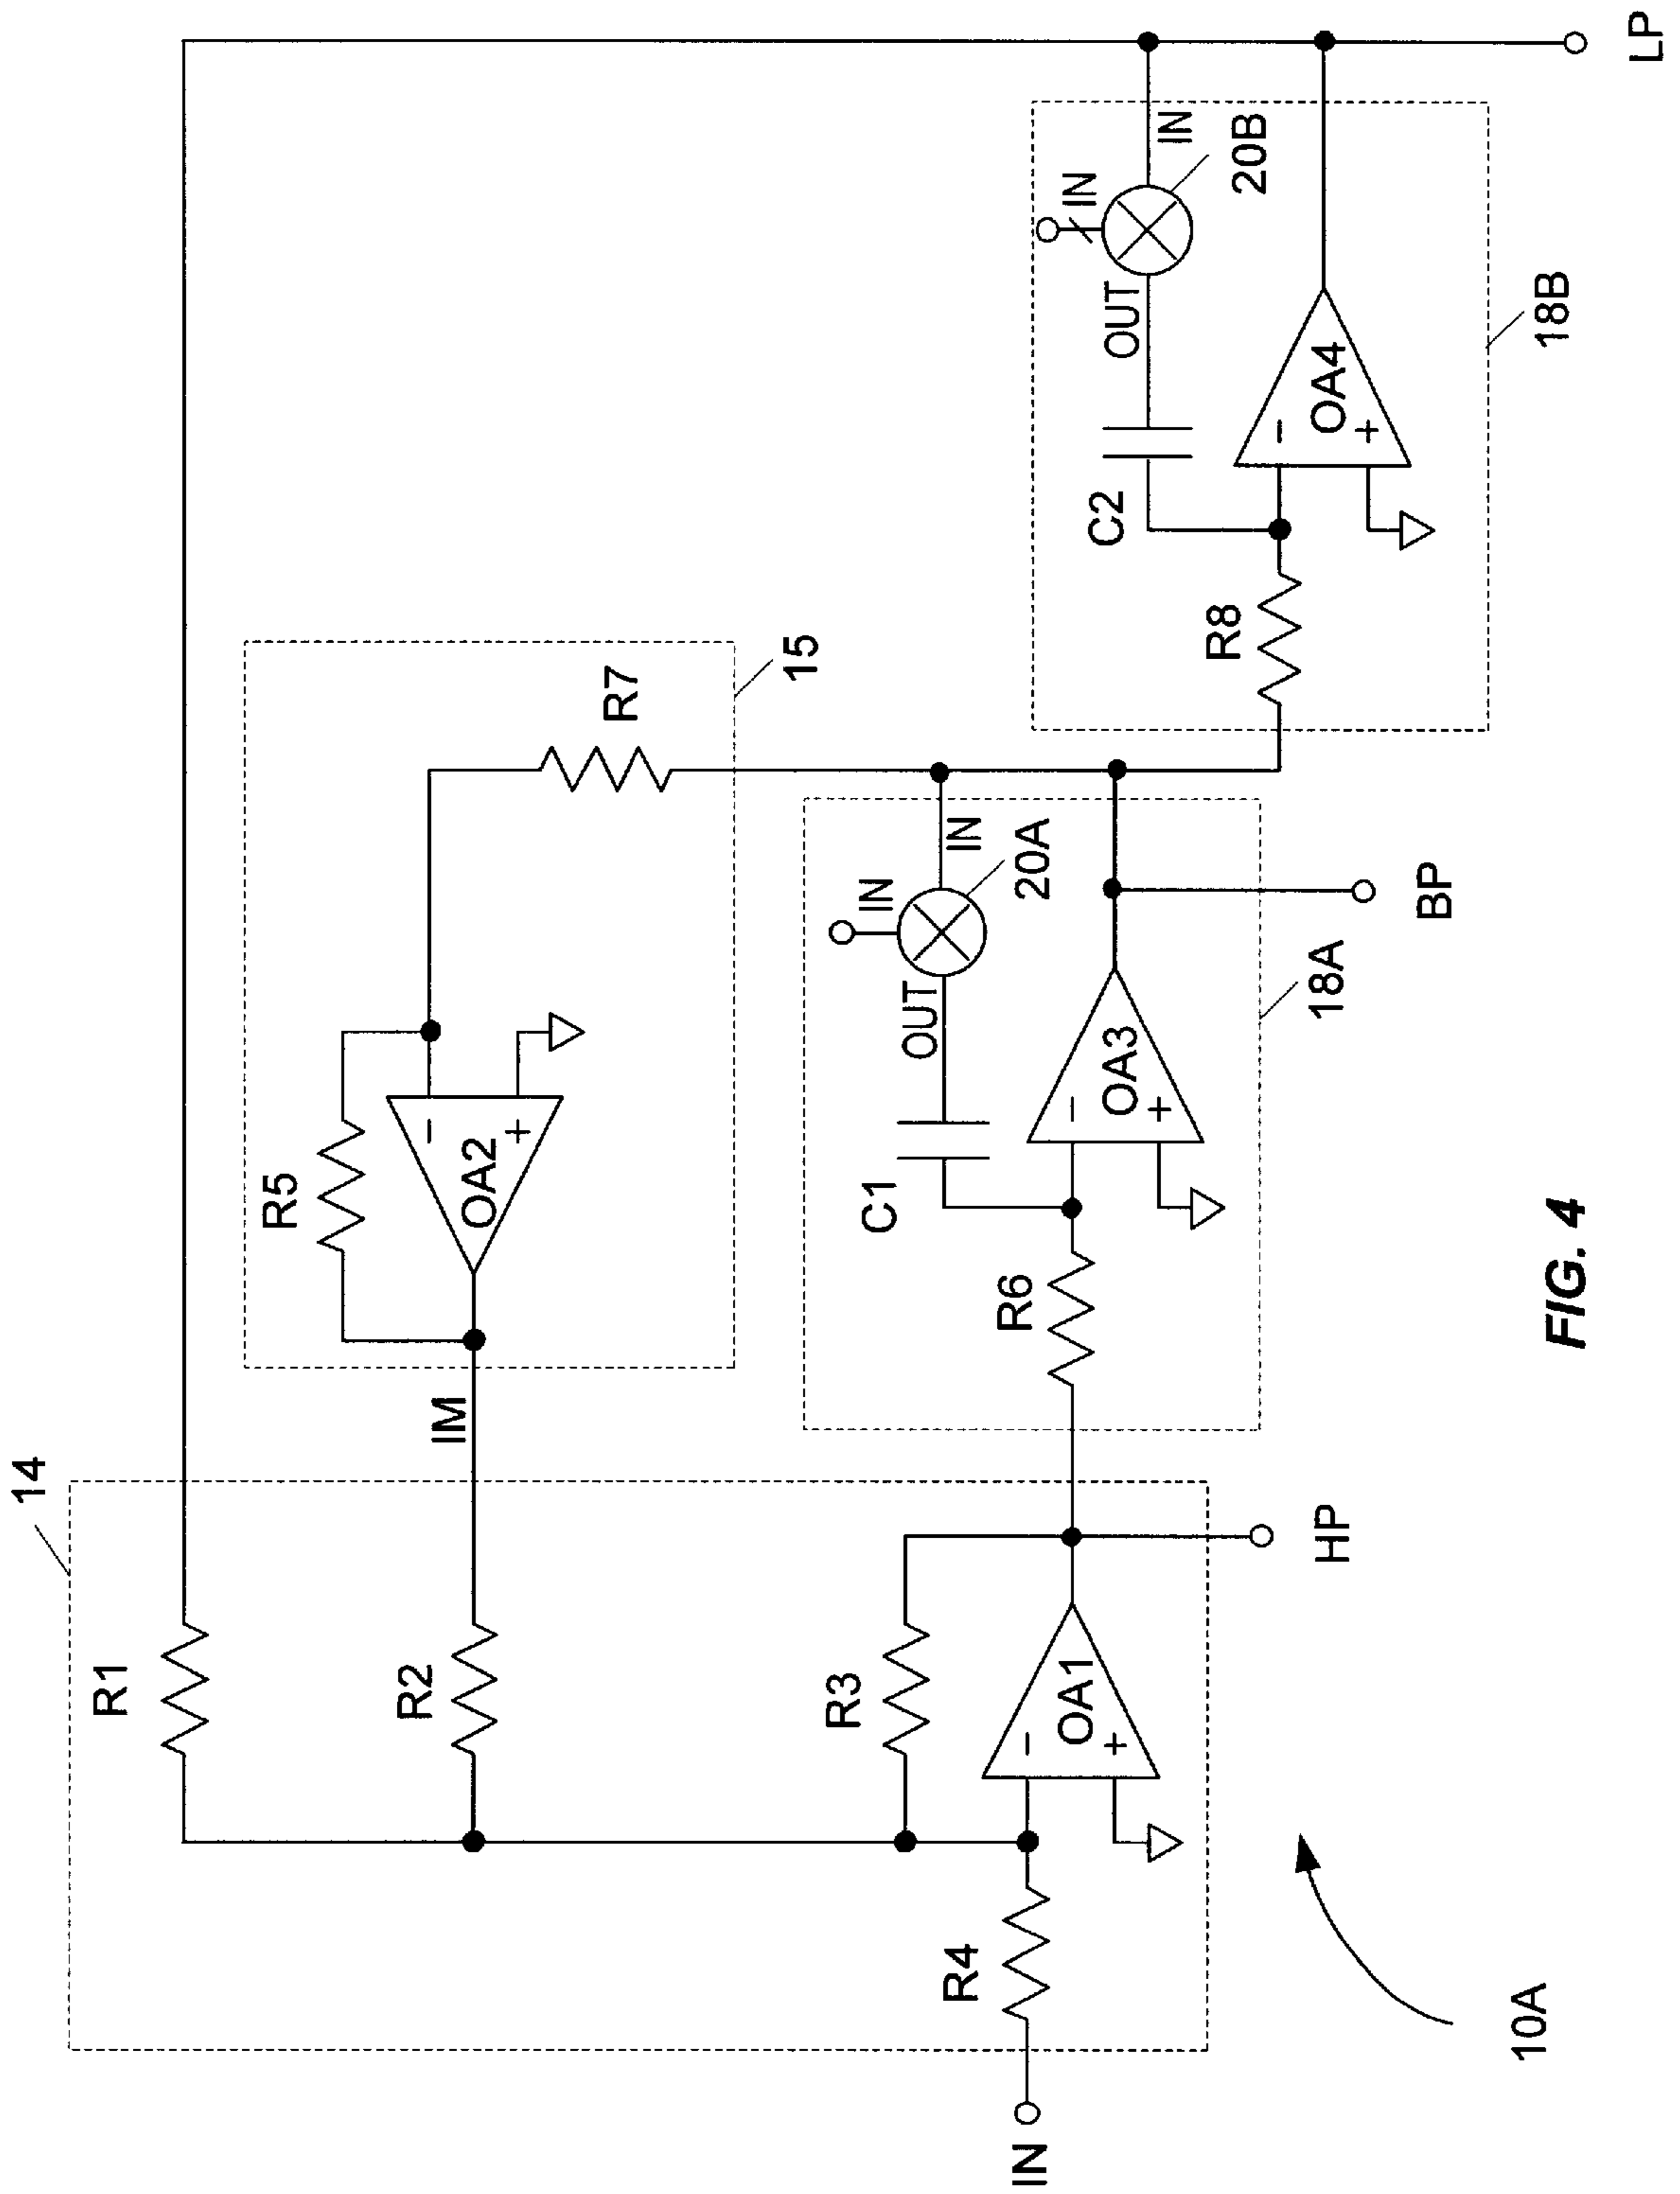 14
R1
R2
IM
R5
−
+
OA2
R7
15
R3
−
+
OA1
R4
IN
HP
R6
C1
OUT
IN
IN
20A
−
+
OA3
18A
BP
R8
C2
OUT
IN
IN
20B
−
+
OA4
18B
LP
10A
FIG. 4